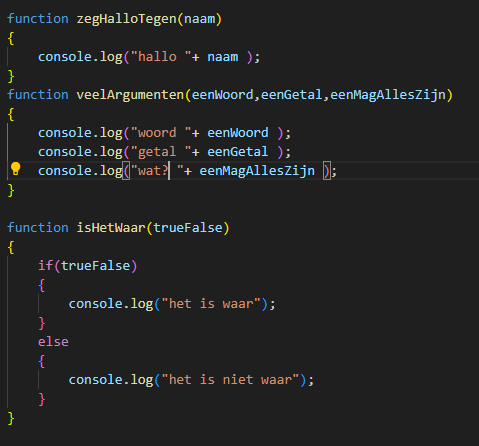 function zegHalloTegen(naam)
{
    console.log("hallo "+ naam );
}
function veelArgumenten(eenWoord,eenGetal,eenMagAllesZijn)
{
    console.log("woord "+ eenWoord );
    console.log("getal "+ eenGetal );
    console.log("wat? "+ eenMagAllesZijn );
}

function isHetWaar(trueFalse)
{
    if(trueFalse)
    {
        console.log("het is waar");
    }
    else
    {
        console.log("het is niet waar");
    }
}